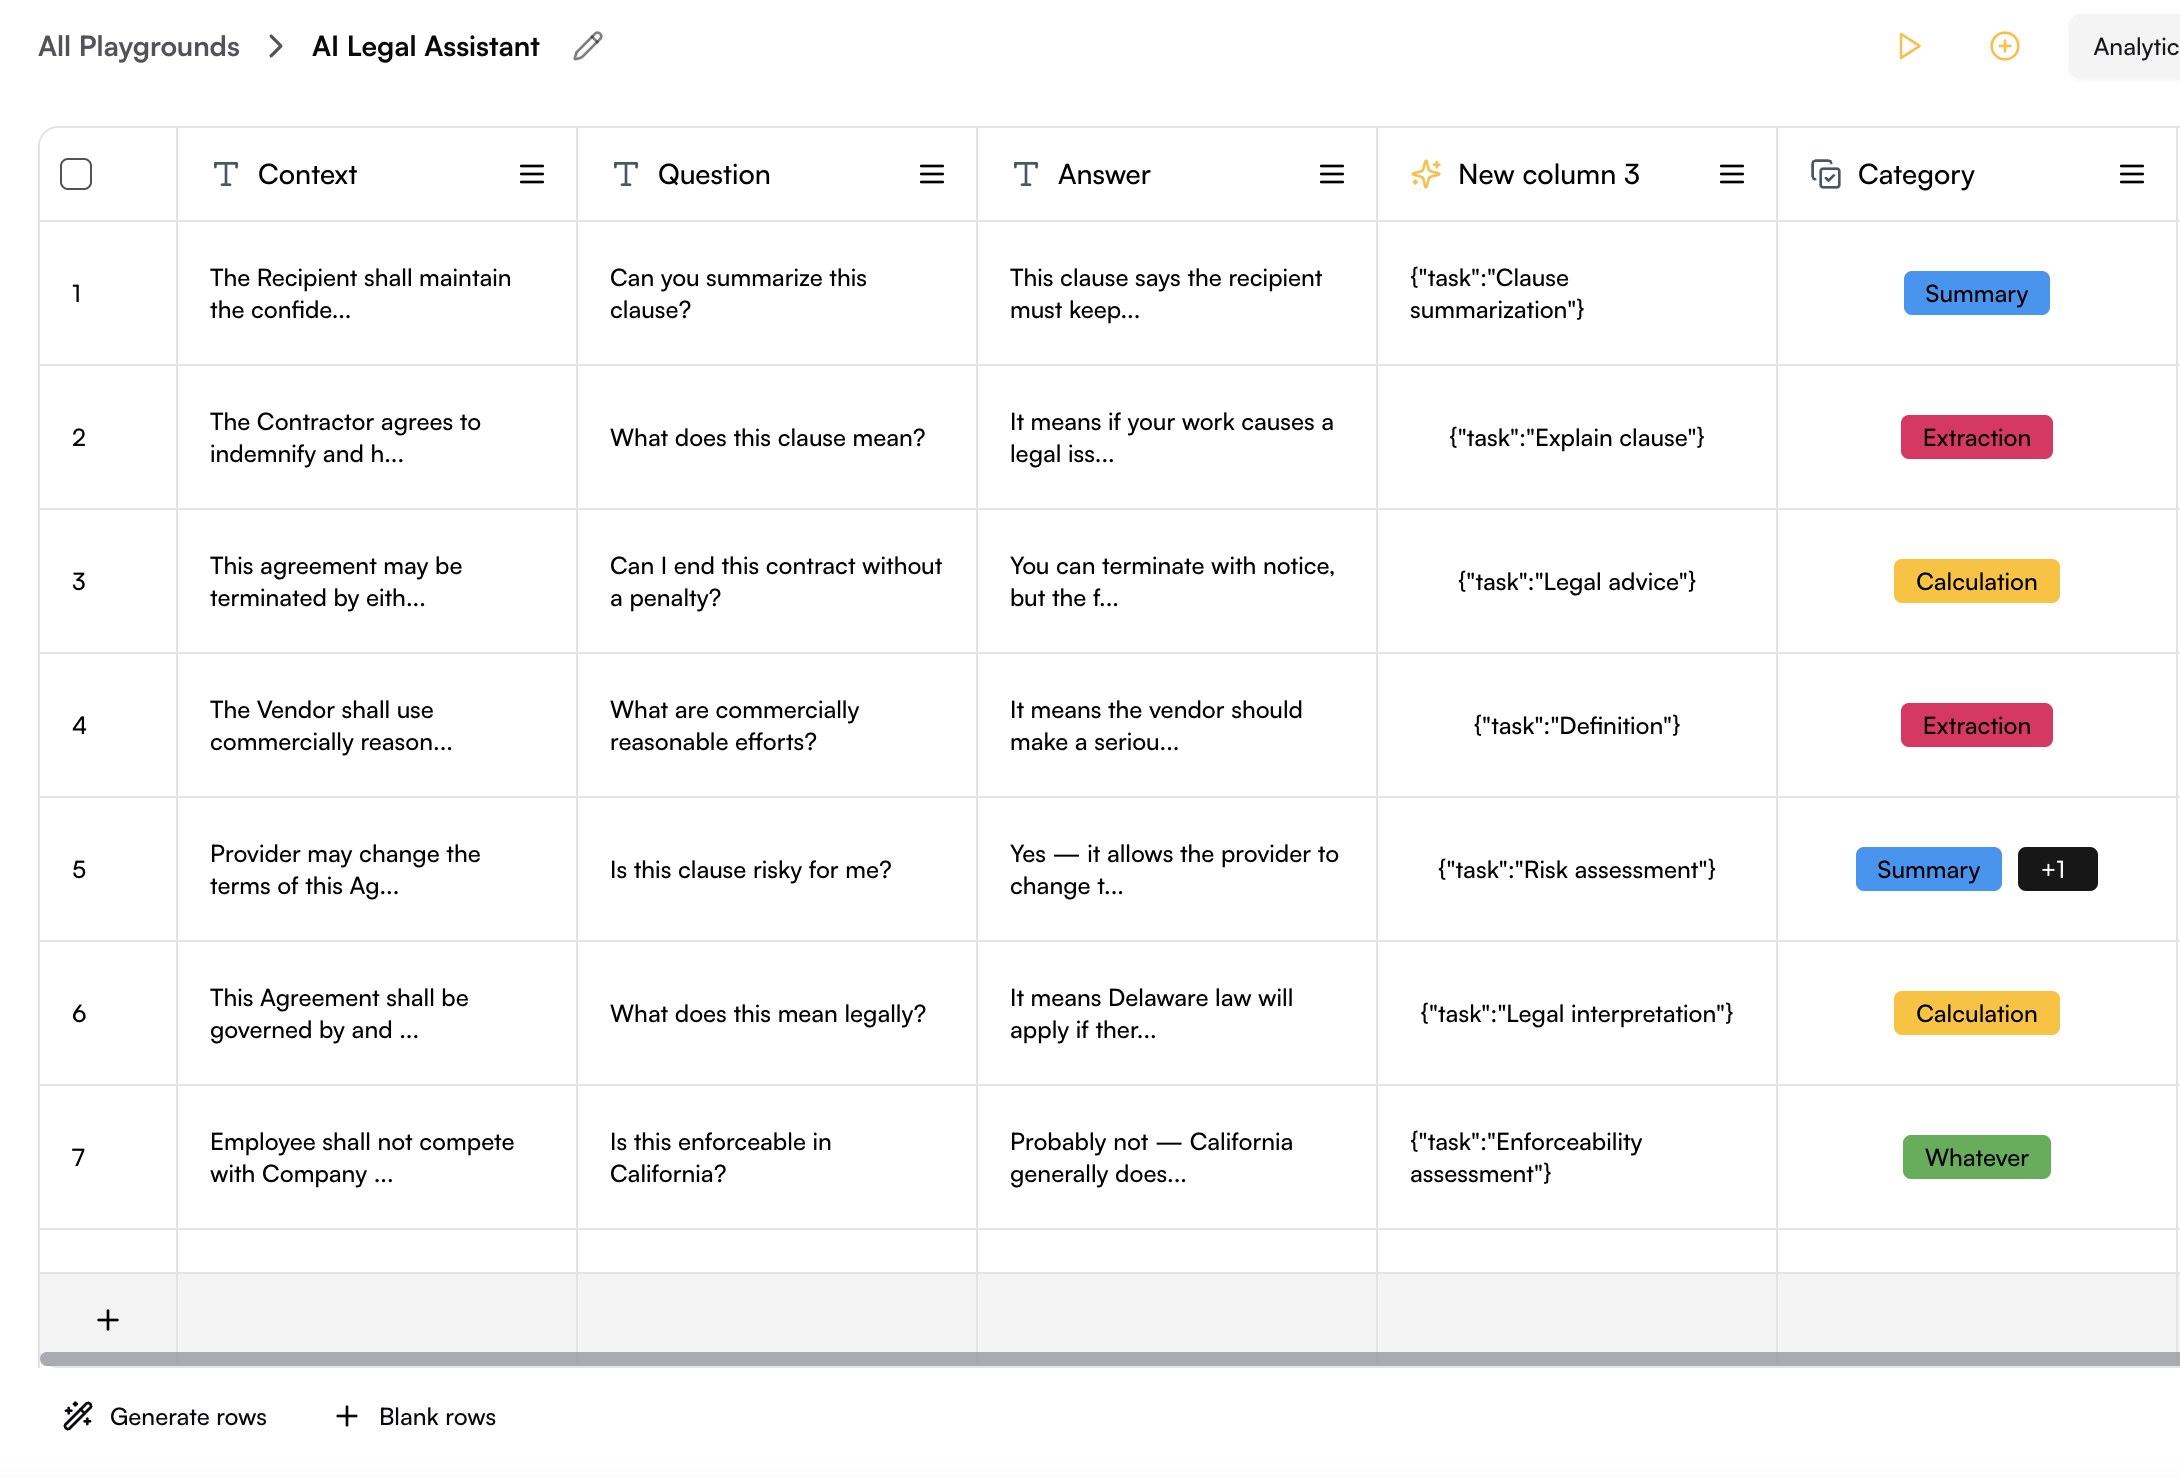 All Playgrounds > AI Legal Assistant
Analytic
Context Question Answer New column 3 Category
1
The Recipient shall maintain
the confide...
Can you summarize this
clause?
This clause says the recipient
must keep...
{"task":"Clause
summarization"}
Summary
2
The Contractor agrees to
indemnify and h...
What does this clause mean?
It means if your work causes a
legal iss...
{"task":"Explain clause"}
Extraction
3
This agreement may be
terminated by eith...
Can I end this contract without
a penalty?
You can terminate with notice,
but the f...
{"task":"Legal advice"}
Calculation
4
The Vendor shall use
commercially reason...
What are commercially
reasonable efforts?
It means the vendor should
make a seriou...
{"task":"Definition"}
Extraction
5
Provider may change the
terms of this Ag...
Is this clause risky for me?
Yes — it allows the provider to
change t...
{"task":"Risk assessment"}
Summary +1
6
This Agreement shall be
governed by and ...
What does this mean legally?
It means Delaware law will
apply if ther...
{"task":"Legal interpretation"}
Calculation
7
Employee shall not compete
with Company ...
Is this enforceable in
California?
Probably not — California
generally does...
{"task":"Enforceability
assessment"}
Whatever
+
Generate rows + Blank rows